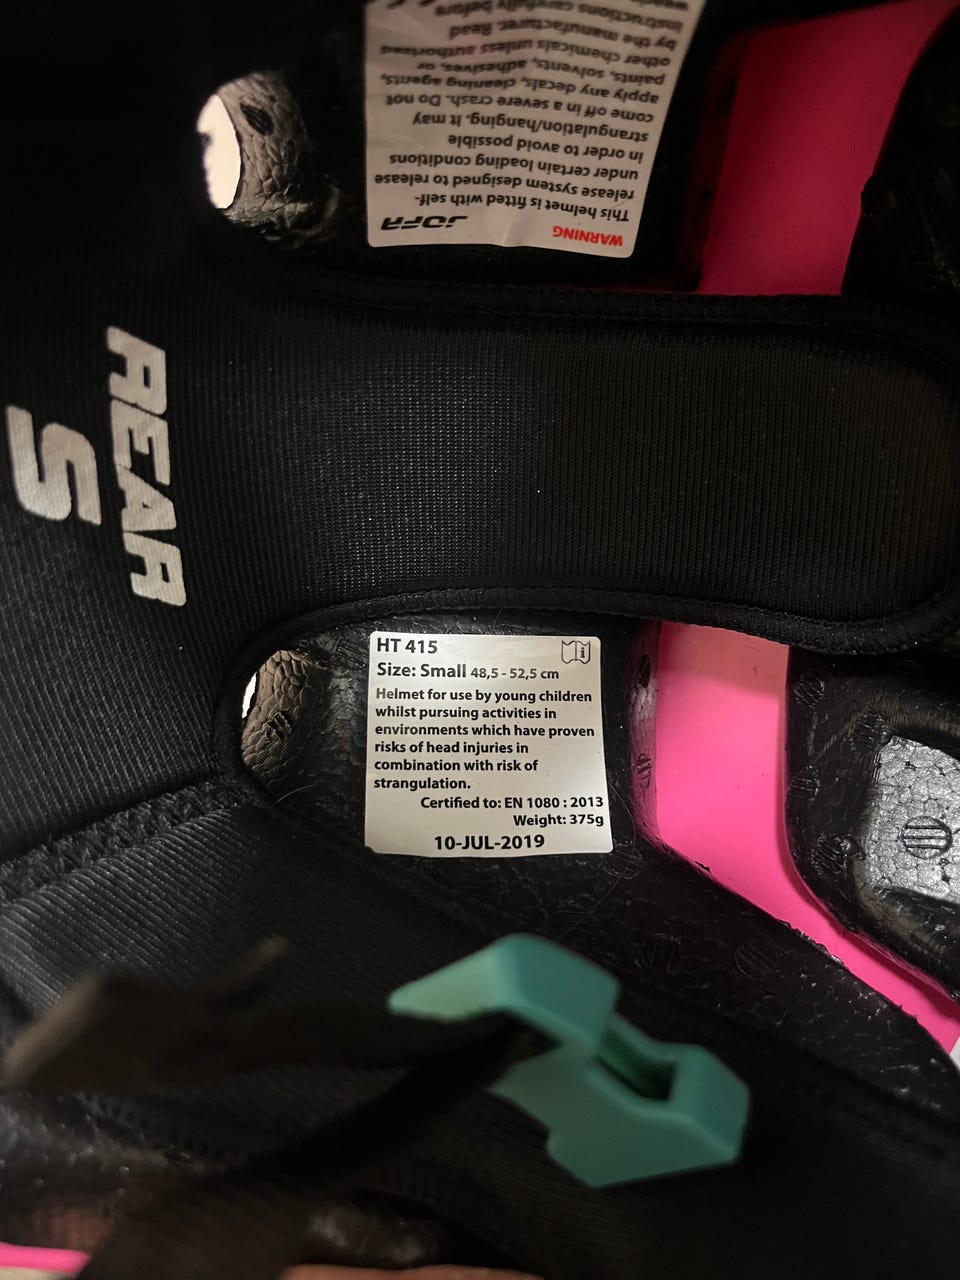 WARNING JOFA
This helmet is fitted with self-
release system designed to release
under certain loading conditions
in order to avoid possible
strangulation/hanging. It may
come off in a severe crash. Do not
apply any decals, cleaning agents,
paints, solvents, adhesives, or
other chemicals unless authorized
by the manufacturer. Read
instructions carefully before
REAR
S
HT 415
Size: Small 48,5 - 52,5 cm
Helmet for use by young children
whilst pursuing activities in
environments which have proven
risks of head injuries in
combination with risk of
strangulation.
Certified to: EN 1080 : 2013
Weight: 375g
10-JUL-2019